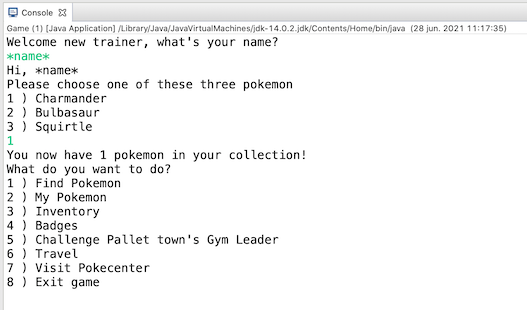 Console
Game (1) [Java Application] /Library/Java/JavaVirtualMachines/jdk-14.0.2.jdk/Contents/Home/bin/java (28 jun. 2021 11:17:35)
Welcome new trainer, what's your name?
*name*
Hi, *name*
Please choose one of these three pokemon
1 ) Charmander
2 ) Bulbasaur
3 ) Squirtle
1
You now have 1 pokemon in your collection!
What do you want to do?
1 ) Find Pokemon
2 ) My Pokemon
3 ) Inventory
4 ) Badges
5 ) Challenge Pallet town's Gym Leader
6 ) Travel
7 ) Visit Pokecenter
8 ) Exit game